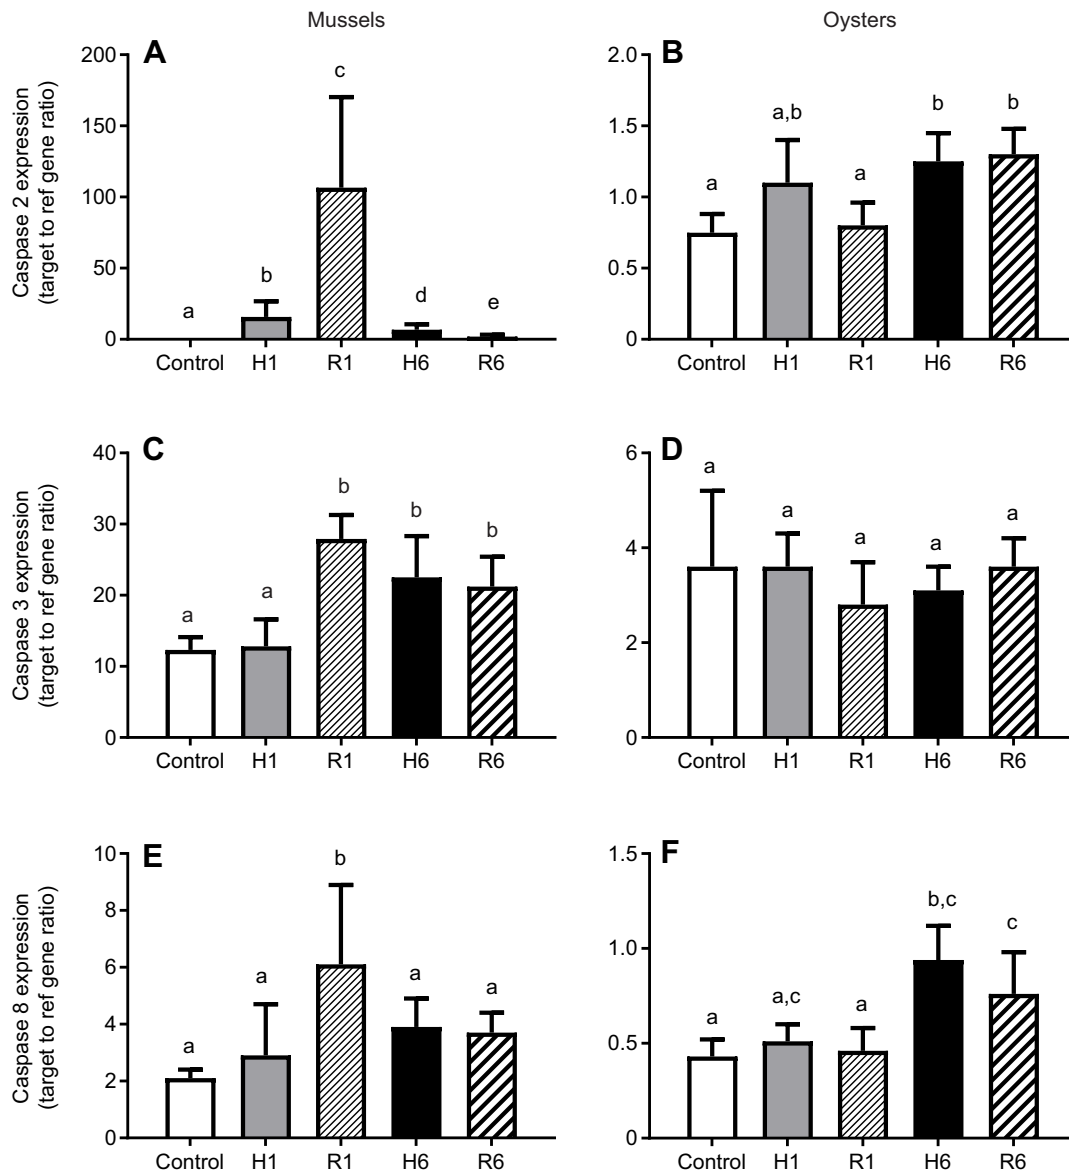 Mussels
Oysters
A
Caspase 2 expression
(target to ref gene ratio)
200
150
100
50
0
a
b
c
d
e
Control H1 R1 H6 R6
B
2.0
1.5
1.0
0.5
0
a
a,b
a
b
b
Control H1 R1 H6 R6
C
Caspase 3 expression
(target to ref gene ratio)
40
30
20
10
0
a
a
b
b
b
Control H1 R1 H6 R6
D
6
4
2
0
a
a
a
a
a
Control H1 R1 H6 R6
E
Caspase 8 expression
(target to ref gene ratio)
10
8
6
4
2
0
a
a
b
a
a
Control H1 R1 H6 R6
F
1.5
1.0
0.5
0
a
a,c
a
b,c
c
Control H1 R1 H6 R6